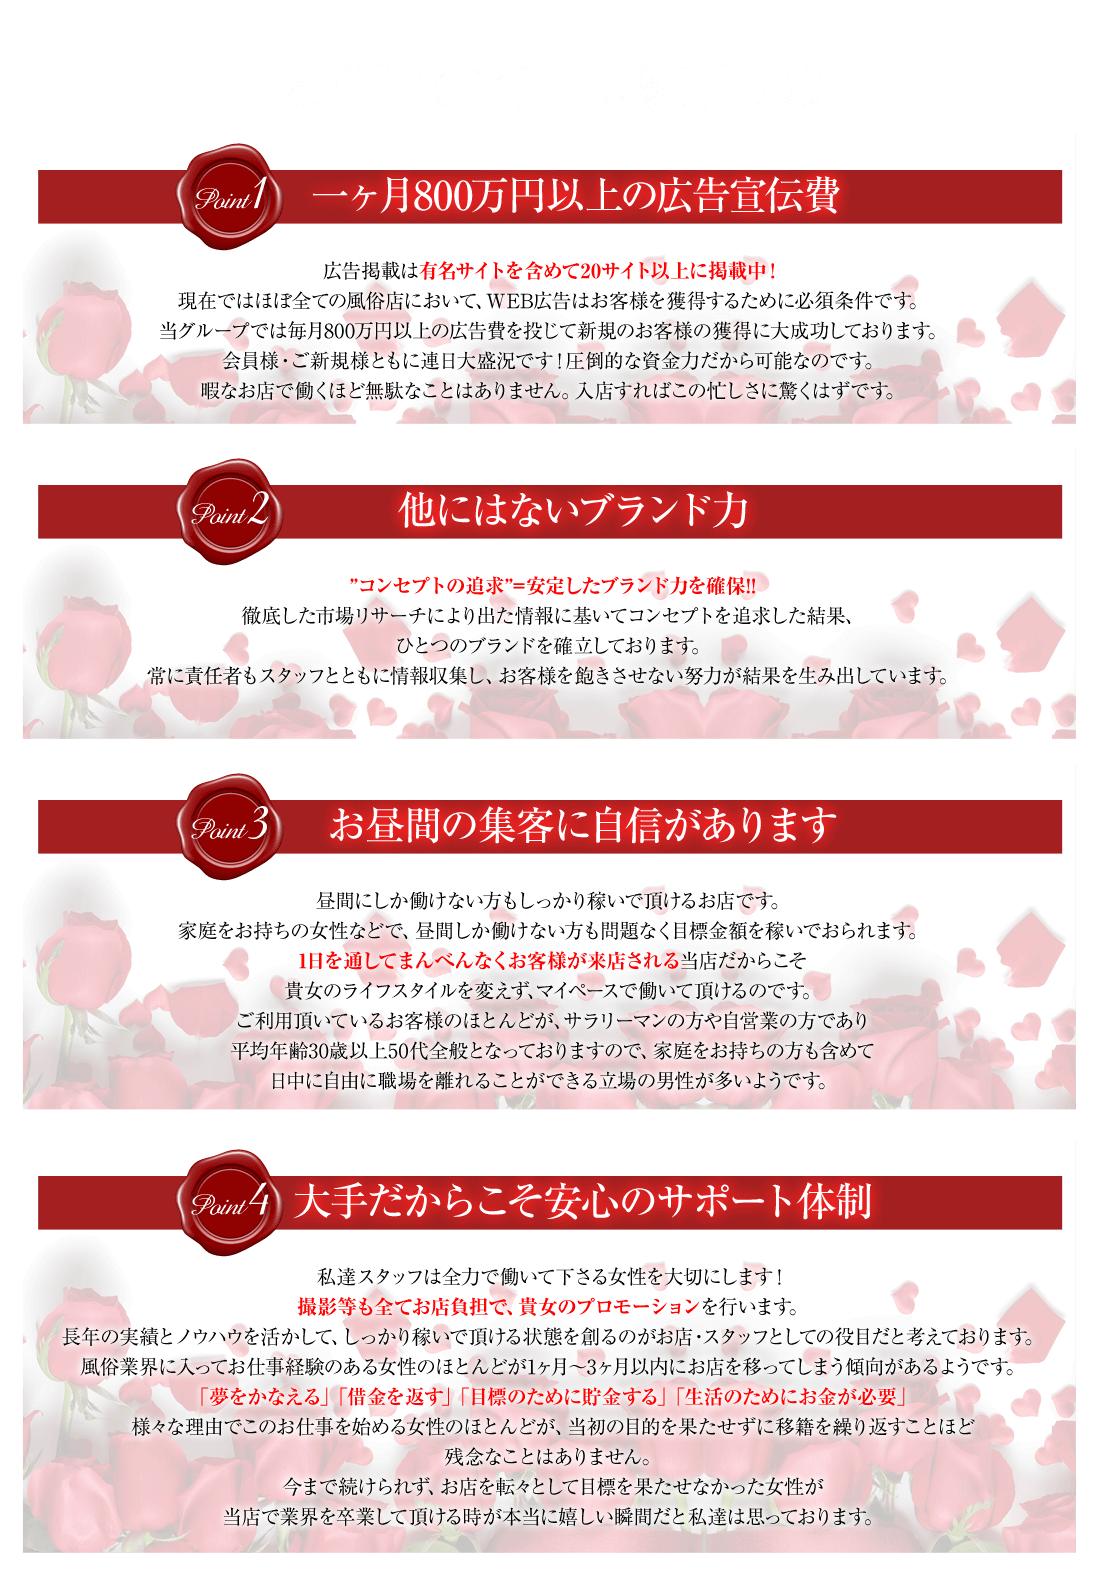 Point 1 一ヶ月800万円以上の広告宣伝費
広告掲載は有名サイトを含めて20サイト以上に掲載中！
現在ではほぼ全ての風俗店において、WEB広告はお客様を獲得するために必須条件です。
当グループでは毎月800万円以上の広告費を投じて新規のお客様の獲得に大成功しております。
会員様・ご新規様ともに連日大盛況です！圧倒的な資金力だから可能なのです。
暇なお店で働くほど無駄なことはありません。入店すればこの忙しさに驚くはずです。
Point 2 他にはないブランド力
”コンセプトの追求”=安定したブランド力を確保!!
徹底した市場リサーチにより出た情報に基いてコンセプトを追求した結果、
ひとつのブランドを確立しております。
常に責任者もスタッフとともに情報収集し、お客様を飽きさせない努力が結果を生み出しています。
Point 3 お昼間の集客に自信があります
昼間にしか働けない方もしっかり稼いで頂けるお店です。
家庭をお持ちの女性などで、昼間しか働けない方も問題なく目標金額を稼いでおられます。
1日を通してまんべんなくお客様が来店される当店だからこそ
貴女のライフスタイルを変えず、マイペースで働いて頂けるのです。
ご利用頂いているお客様のほとんどが、サラリーマンの方や自営業の方であり
平均年齢30歳以上50代全般となっておりますので、家庭をお持ちの方も含めて
日中に自由に職場を離れることができる立場の男性が多いようです。
Point 4 大手だからこそ安心のサポート体制
私達スタッフは全力で働いて下さる女性を大切にします！
撮影等も全てお店負担で、貴女のプロモーションを行います。
長年の実績とノウハウを活かして、しっかり稼いで頂ける状態を創るのがお店・スタッフとしての役目だと考えております。
風俗業界に入ってお仕事経験のある女性のほとんどが1ヶ月〜3ヶ月以内にお店を移ってしまう傾向があるようです。
「夢をかなえる」「借金を返す」「目標のために貯金する」「生活のためにお金が必要」
様々な理由でこのお仕事を始める女性のほとんどが、当初の目的を果たせずに移籍を繰り返すことほど
残念なことはありません。
今まで続けられず、お店を転々として目標を果たせなかった女性が
当店で業界を卒業して頂ける時が本当に嬉しい瞬間だと私達は思っております。